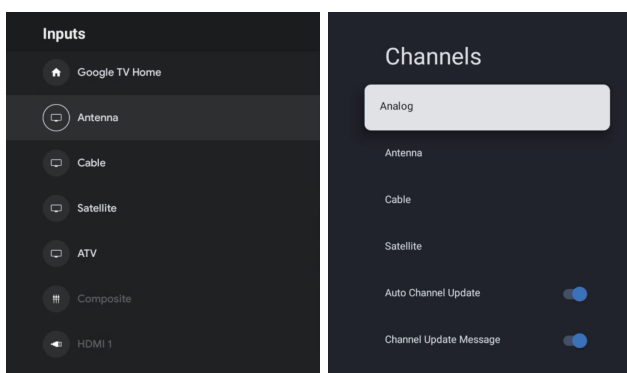 Inputs
Google TV Home
Antenna
Cable
Satellite
ATV
Composite
HDMI 1
Channels
Analog
Antenna
Cable
Satellite
Auto Channel Update
Channel Update Message